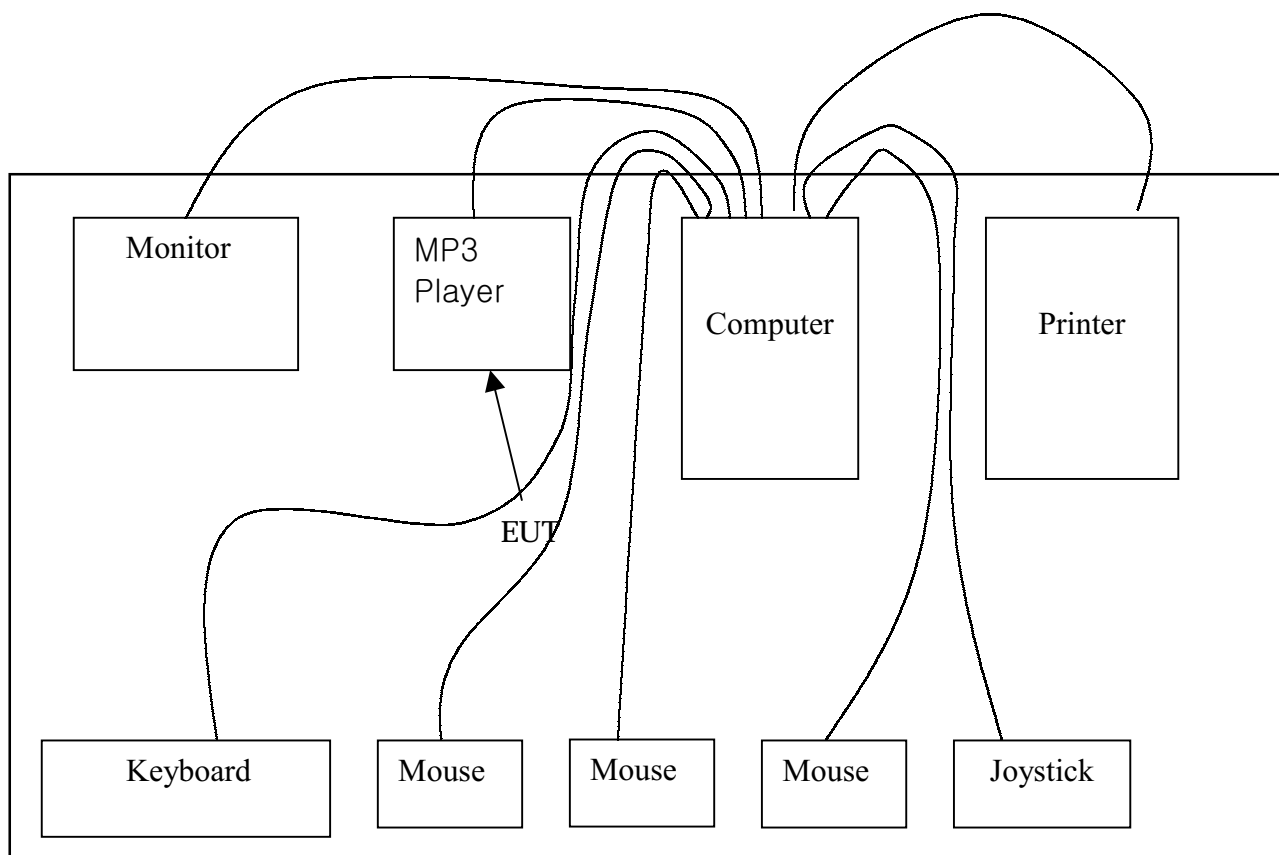 Monitor
MP3
Player
Computer
Printer
EUT
Keyboard
Mouse
Mouse
Mouse
Joystick